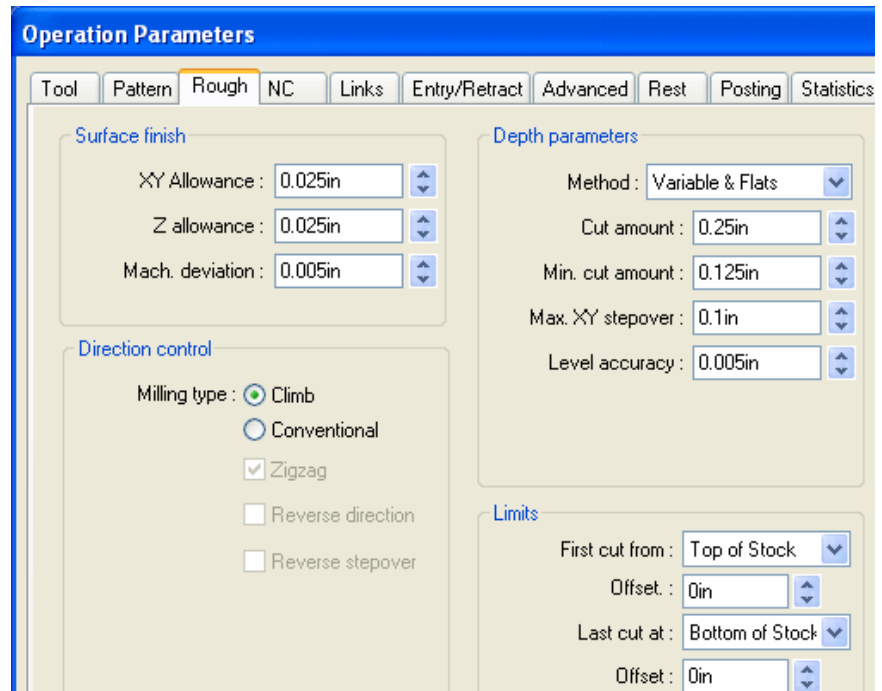 Operation Parameters
Tool Pattern Rough NC Links Entry/Retract Advanced Rest Posting Statistics
Surface finish
XY Allowance : 0.025in
Z allowance : 0.025in
Mach. deviation : 0.005in
Direction control
Milling type : Climb
Conventional
Zigzag
Reverse direction
Reverse stepover
Depth parameters
Method : Variable & Flats
Cut amount : 0.25in
Min. cut amount : 0.125in
Max. XY stepover : 0.1in
Level accuracy : 0.005in
Limits
First cut from : Top of Stock
Offset. : 0in
Last cut at : Bottom of Stock
Offset : 0in